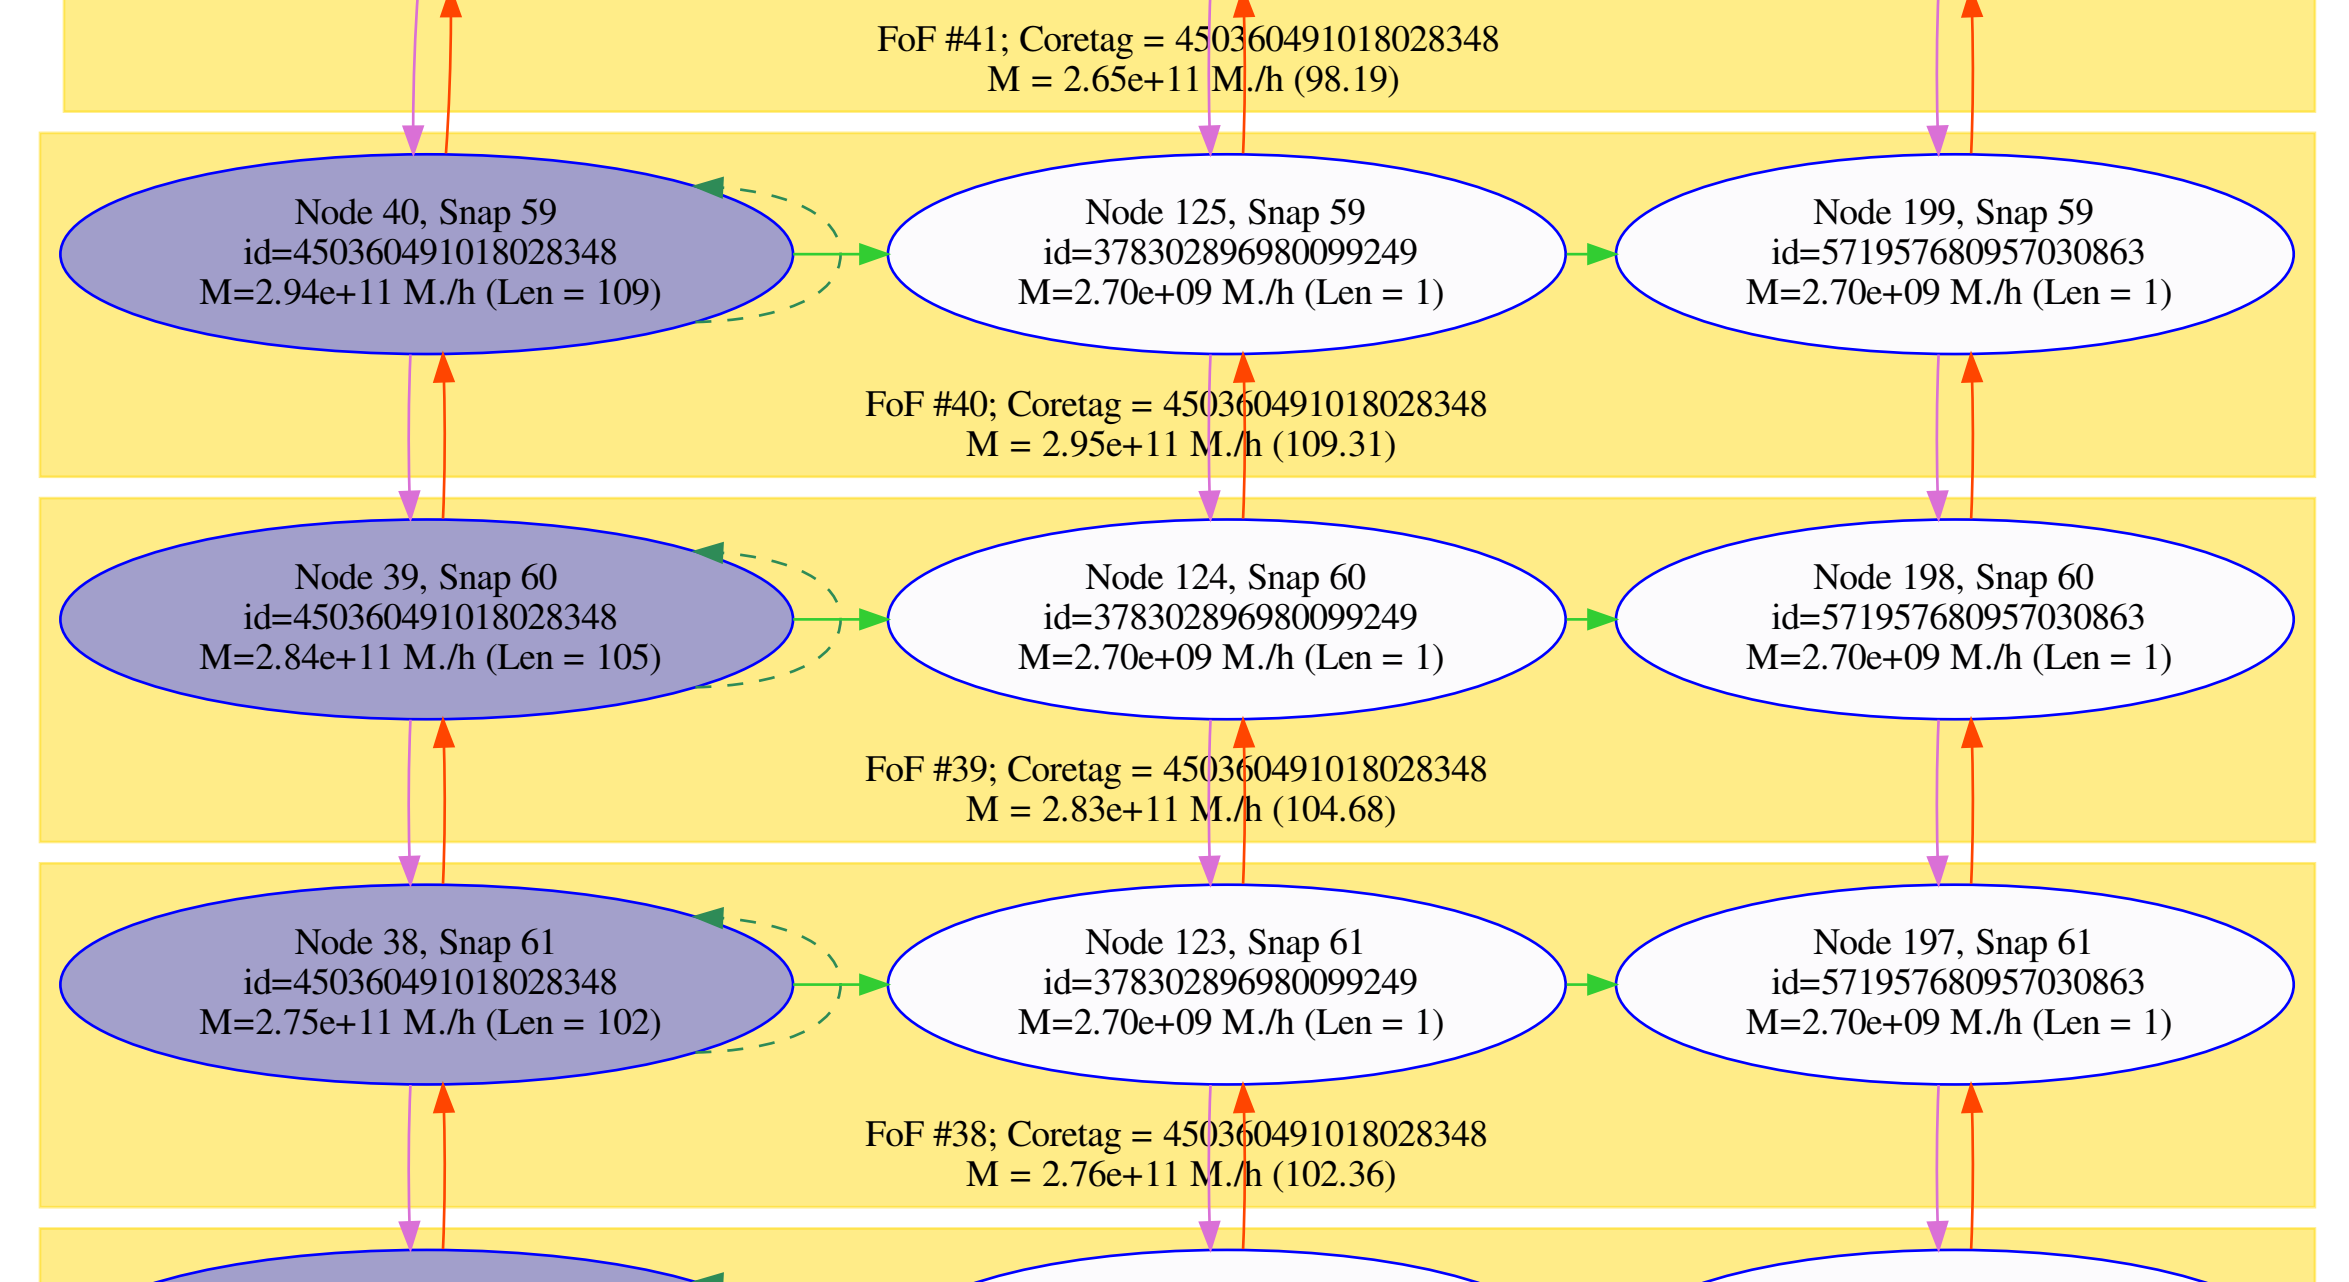 FoF #41; Coretag = 450360491018028348
M = 2.65e+11 M./h (98.19)
Node 40, Snap 59
id=450360491018028348
M=2.94e+11 M./h (Len = 109)
Node 125, Snap 59
id=378302896980099249
M=2.70e+09 M./h (Len = 1)
Node 199, Snap 59
id=571957680957030863
M=2.70e+09 M./h (Len = 1)
FoF #40; Coretag = 450360491018028348
M = 2.95e+11 M./h (109.31)
Node 39, Snap 60
id=450360491018028348
M=2.84e+11 M./h (Len = 105)
Node 124, Snap 60
id=378302896980099249
M=2.70e+09 M./h (Len = 1)
Node 198, Snap 60
id=571957680957030863
M=2.70e+09 M./h (Len = 1)
FoF #39; Coretag = 450360491018028348
M = 2.83e+11 M./h (104.68)
Node 38, Snap 61
id=450360491018028348
M=2.75e+11 M./h (Len = 102)
Node 123, Snap 61
id=378302896980099249
M=2.70e+09 M./h (Len = 1)
Node 197, Snap 61
id=571957680957030863
M=2.70e+09 M./h (Len = 1)
FoF #38; Coretag = 450360491018028348
M = 2.76e+11 M./h (102.36)